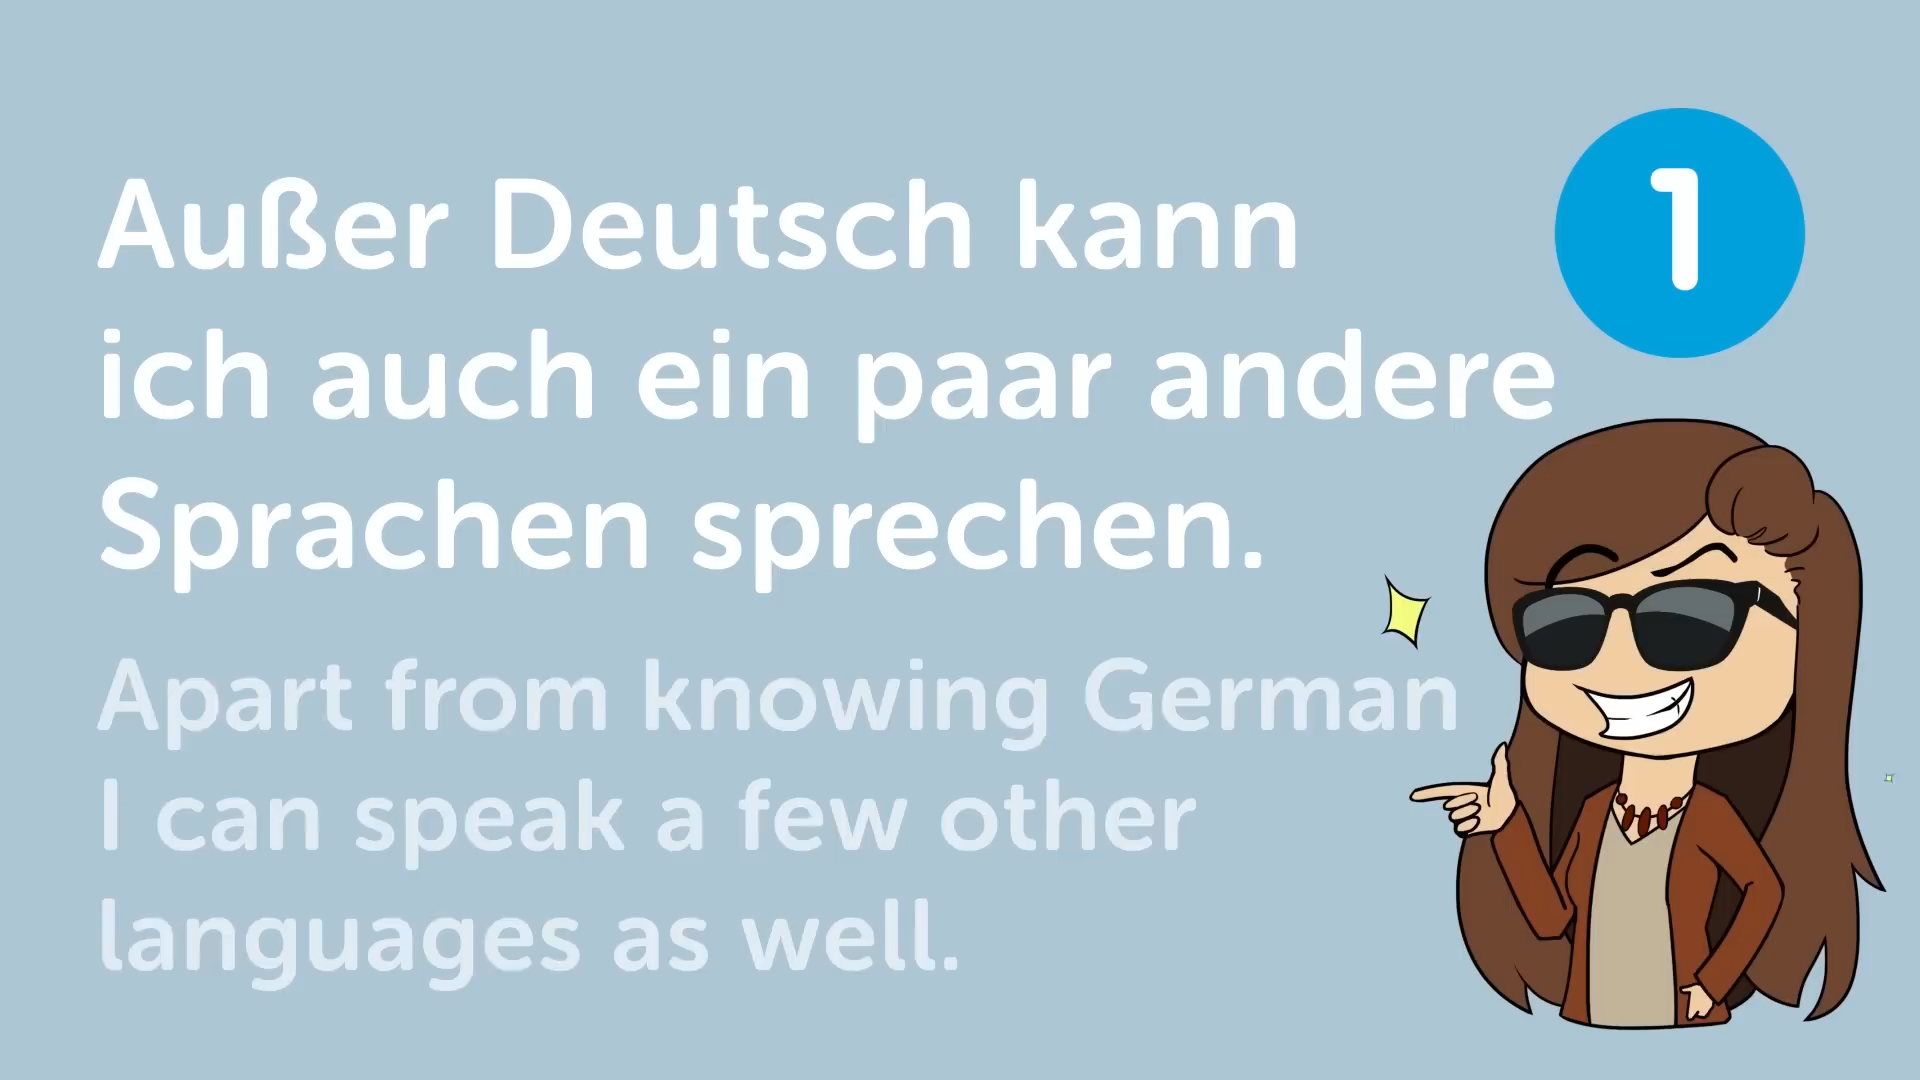 Außer Deutsch kann
ich auch ein paar andere
Sprachen sprechen.
Apart from knowing German
I can speak a few other
languages as well.
1